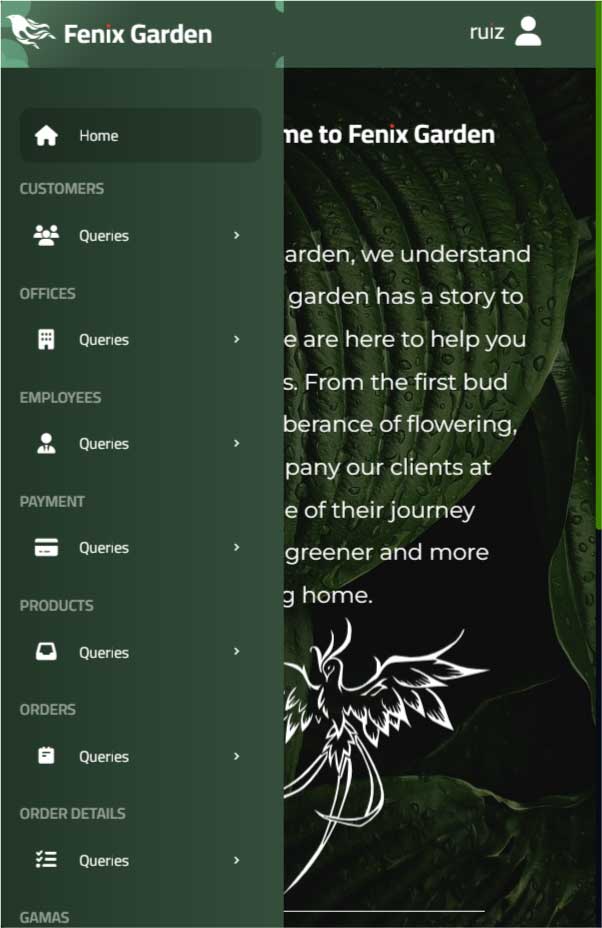 Fenix Garden
ruiz
Home
CUSTOMERS
Queries
OFFICES
Queries
EMPLOYEES
Queries
PAYMENT
Queries
PRODUCTS
Queries
ORDERS
Queries
ORDER DETAILS
Queries
GAMAS
me to Fenix Garden
arden, we understand
garden has a story to
e are here to help you
s. From the first bud
berance of flowering,
pany our clients at
e of their journey
greener and more
g home.